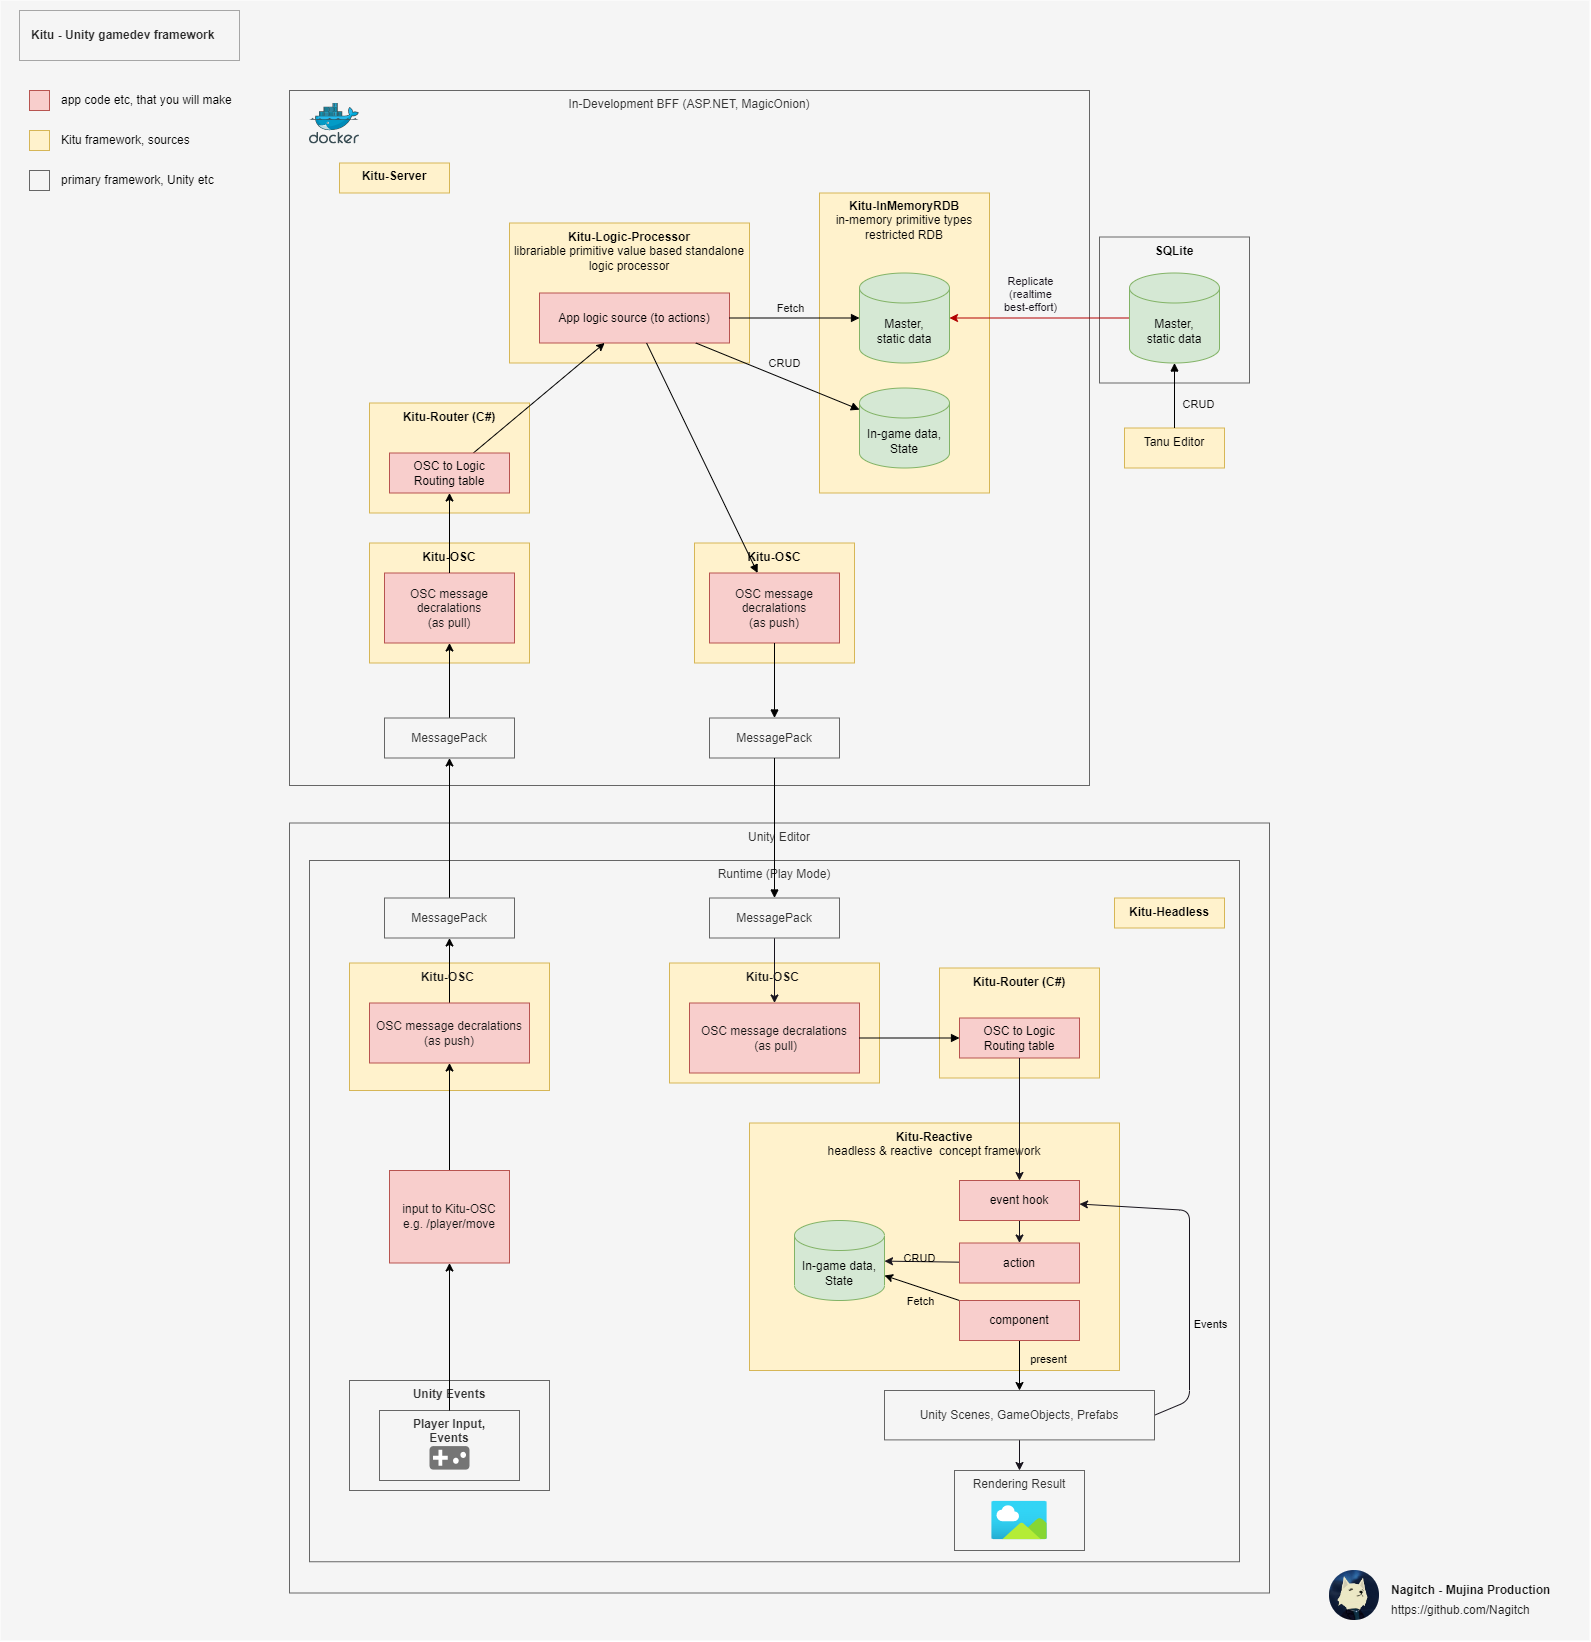 Kitu - Unity gamedev framework
app code etc, that you will make
Kitu framework, sources
primary framework, Unity etc
In-Development BFF (ASP.NET, MagicOnion)
docker
Kitu-Server
Kitu-Logic-Processor
librariable primitive value based standalone
logic processor
App logic source (to actions)
Kitu-InMemoryRDB
in-memory primitive types
restricted RDB
Fetch
Master,
static data
CRUD
In-game data,
State
Replicate
(realtime
best-effort)
SQLite
Master,
static data
CRUD
Tanu Editor
Kitu-Router (C#)
OSC to Logic
Routing table
Kitu-OSC
OSC message
decralations
(as pull)
MessagePack
Kitu-OSC
OSC message
decralations
(as push)
MessagePack
Unity Editor
Runtime (Play Mode)
MessagePack
Kitu-OSC
OSC message decralations
(as push)
input to Kitu-OSC
e.g. /player/move
Unity Events
Player Input,
Events
MessagePack
Kitu-OSC
OSC message decralations
(as pull)
Kitu-Headless
Kitu-Router (C#)
OSC to Logic
Routing table
Kitu-Reactive
headless & reactive  concept framework
event hook
action
component
CRUD
Fetch
In-game data,
State
present
Events
Unity Scenes, GameObjects, Prefabs
Rendering Result
Nagitch - Mujina Production
https://github.com/Nagitch